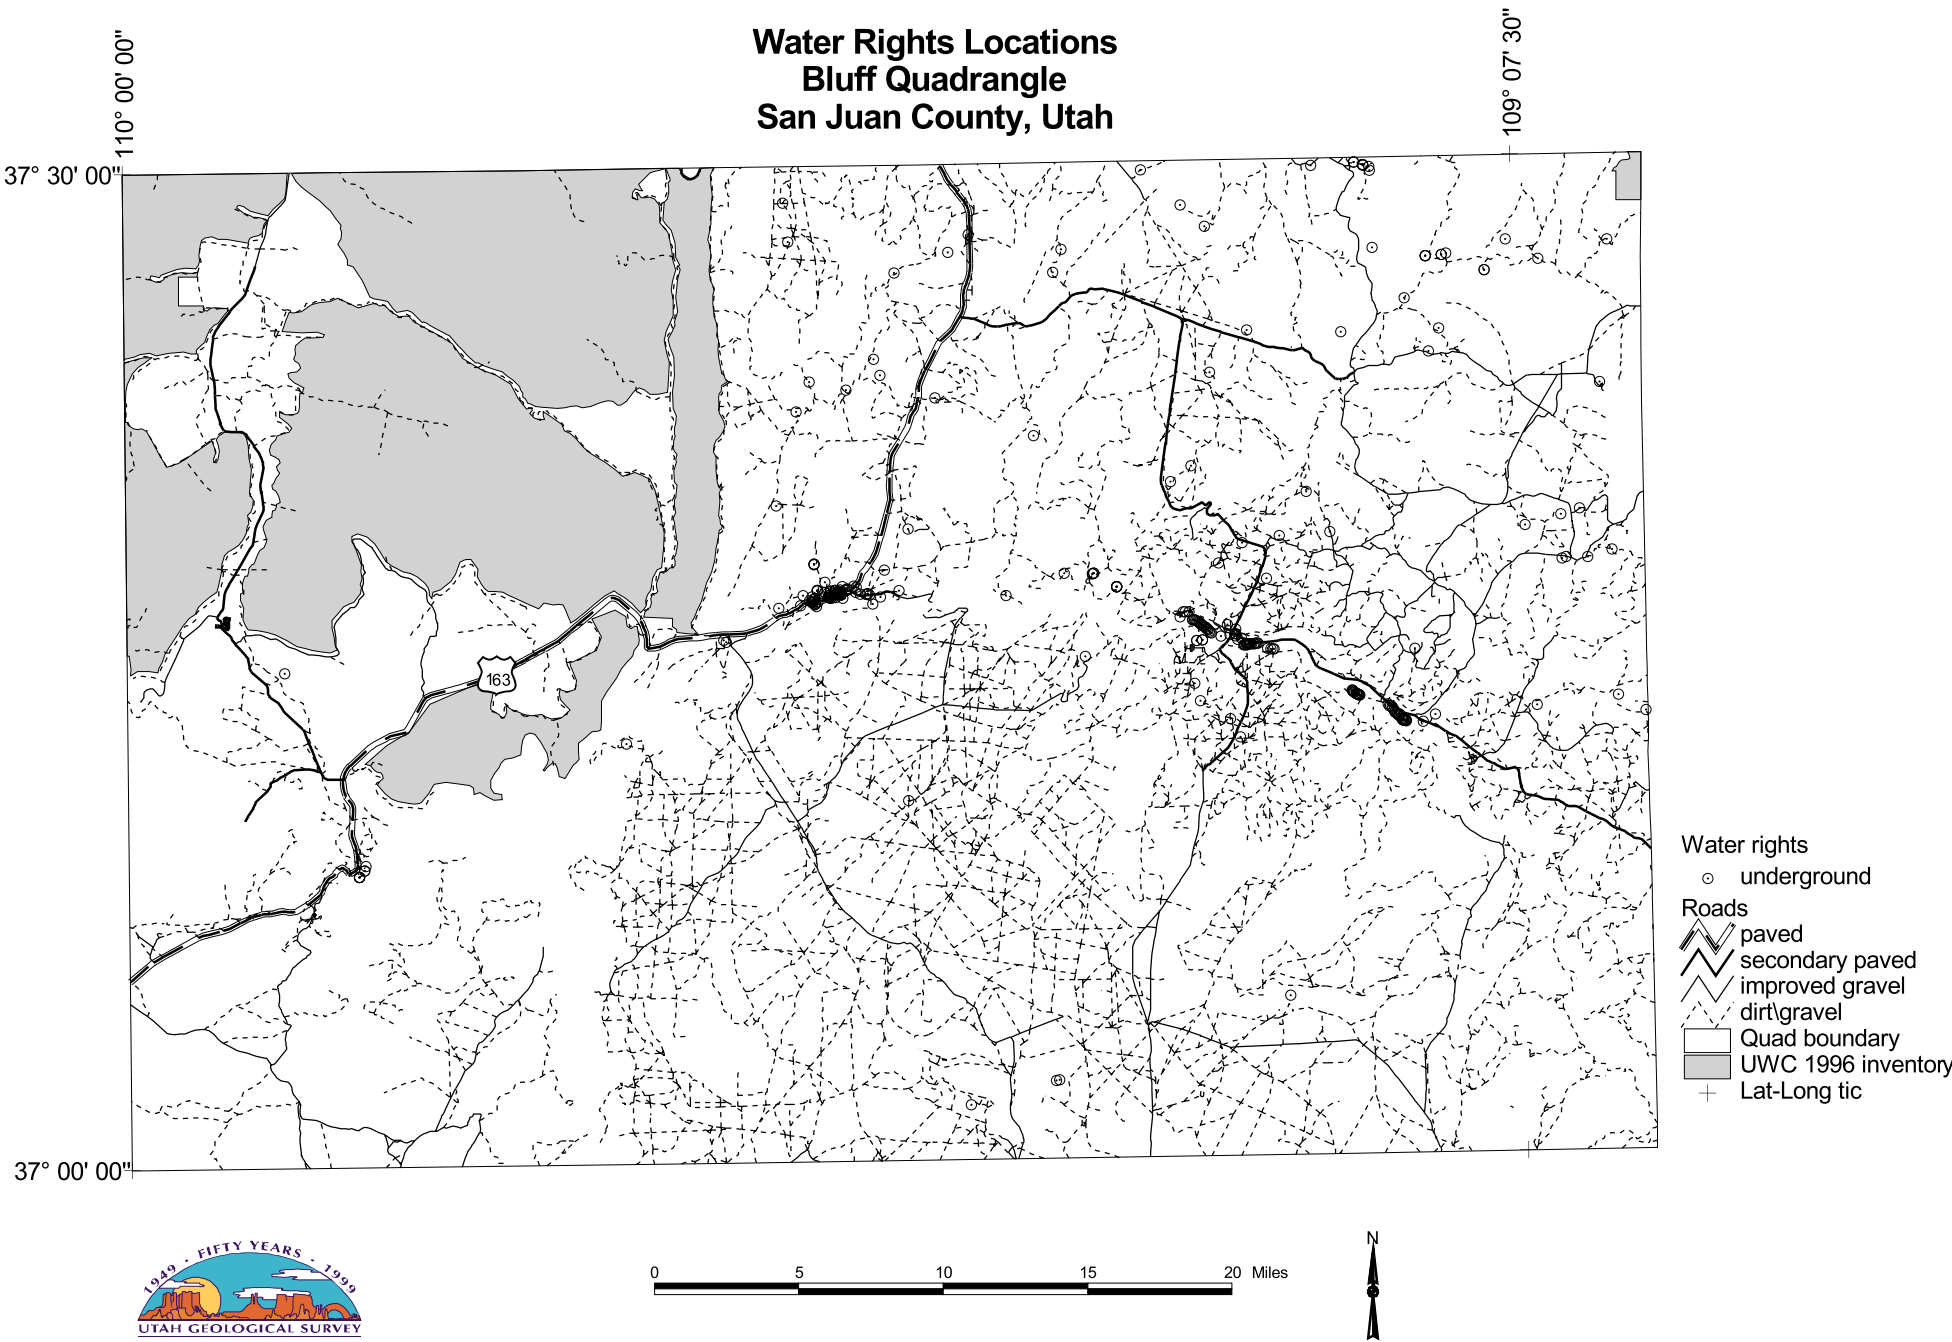 Water Rights Locations
Bluff Quadrangle
San Juan County, Utah
110° 00' 00"
109° 07' 30"
37° 30' 00"
163
37° 00' 00"
Water rights
underground
Roads
paved
secondary paved
improved gravel
dirt\gravel
Quad boundary
UWC 1996 inventory
Lat-Long tic
1949 · FIFTY YEARS · 1999
UTAH GEOLOGICAL SURVEY
0 5 10 15 20 Miles
N